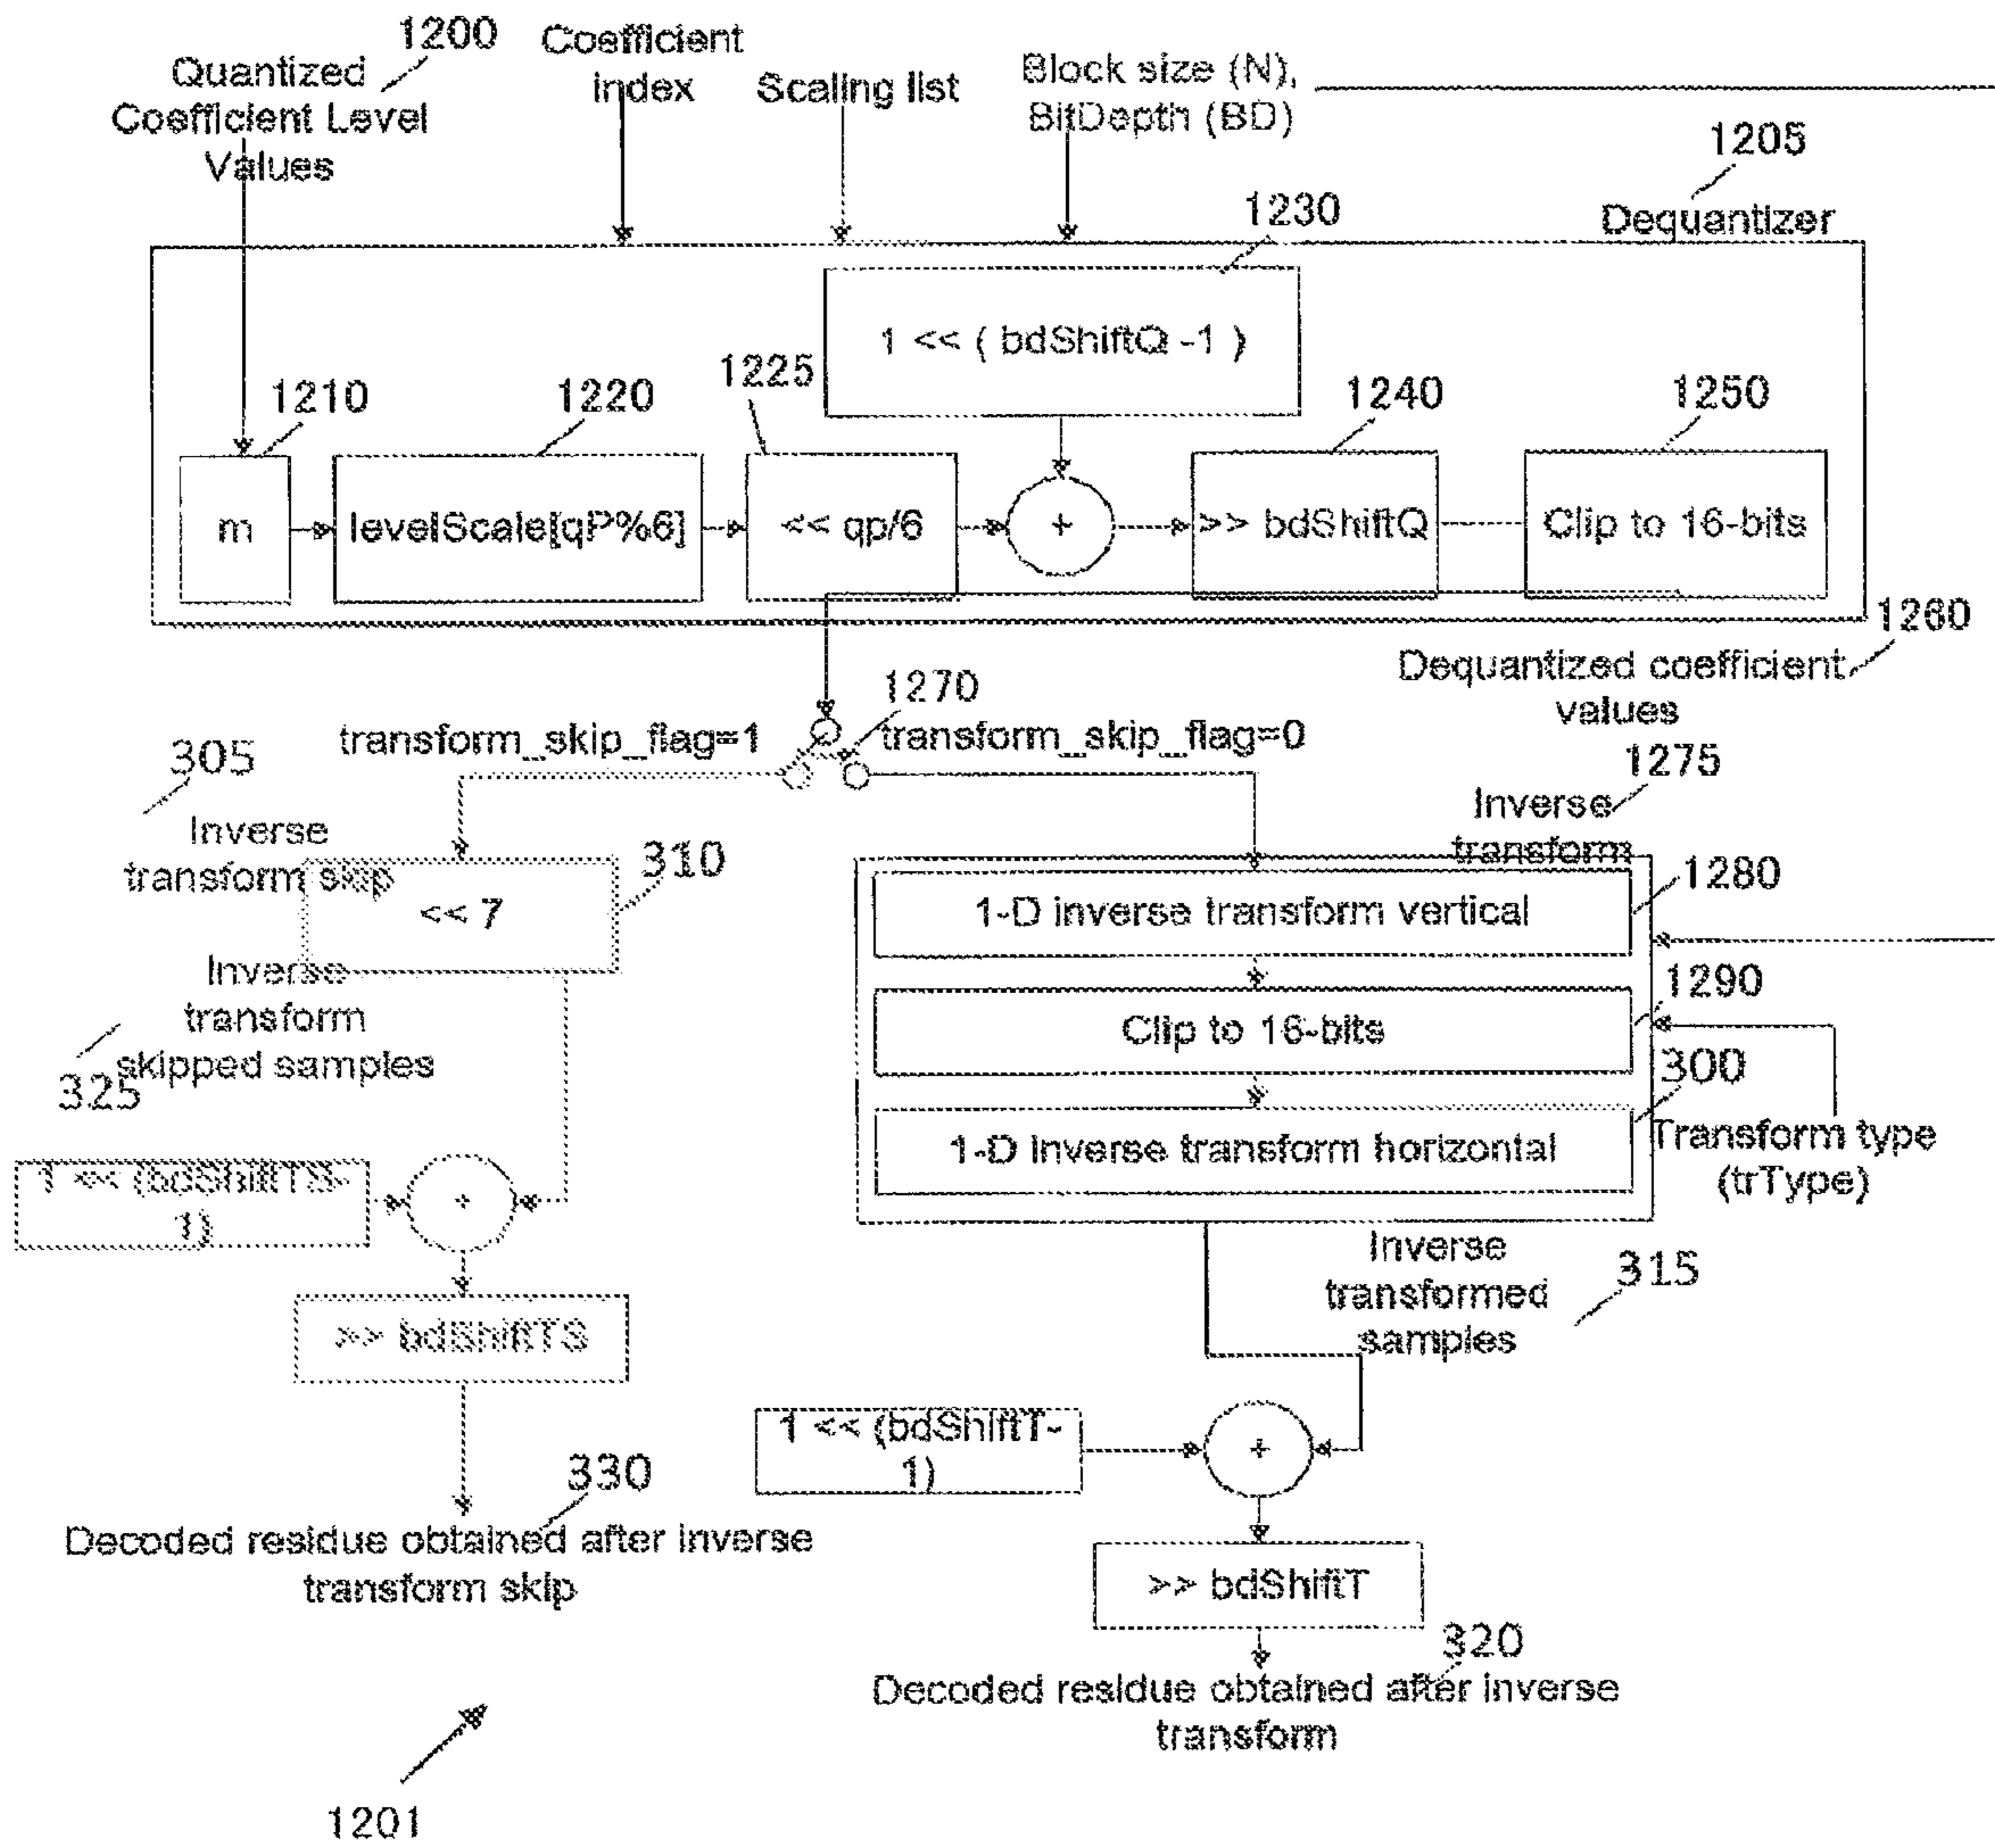 1200
Quantized
Coefficient Level
Values
Coefficient
index
Scaling list
Block size (N),
BitDepth (BD)
1205
Dequantizer
1230
1 << ( bdShiftQ -1 )
1210
m
1220
levelScale[qP%6]
1225
<< qp/6
+
1240
>> bdShiftQ
1250
Clip to 16-bits
1260
Dequantized coefficient
values
1270
transform_skip_flag=1
transform_skip_flag=0
305
Inverse
transform skip
310
<< 7
1275
Inverse
transform
1280
1-D inverse transform vertical
1290
Clip to 16-bits
300
1-D inverse transform horizontal
Transform type
(trType)
Inverse
transform
skipped samples
325
1 << (bdShiftTS-
1)
+
>> bdShiftTS
330
Decoded residue obtained after inverse
transform skip
Inverse
transformed
samples
315
1 << (bdShiftT-
1)
+
>> bdShiftT
320
Decoded residue obtained after inverse
transform
1201